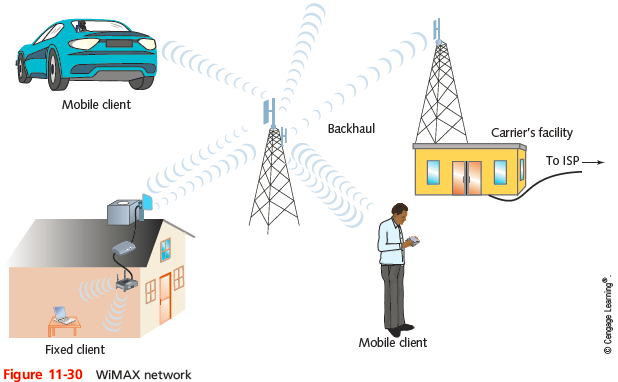 Mobile client
Backhaul
Carrier's facility
To ISP
Fixed client
Mobile client
© Cengage Learning®.
Figure 11-30 WiMAX network